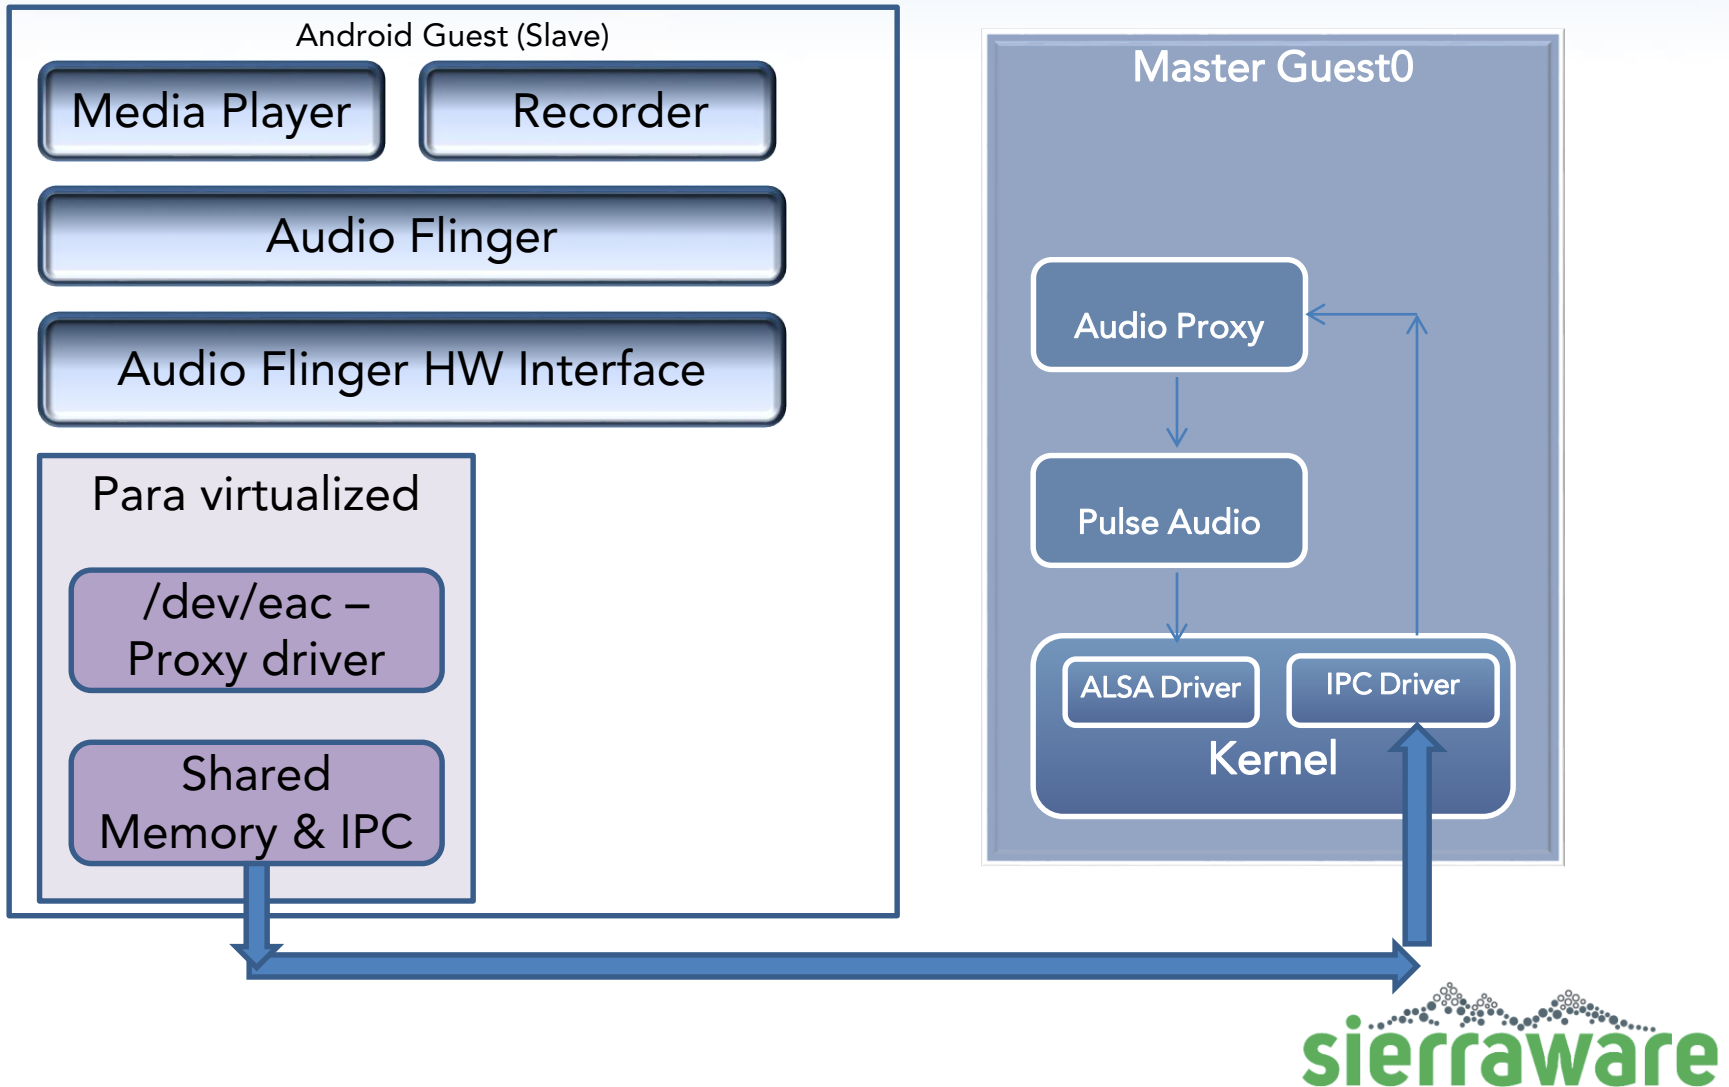 Android Guest (Slave)
Media Player
Recorder
Audio Flinger
Audio Flinger HW Interface
Para virtualized
/dev/eac –
Proxy driver
Shared
Memory & IPC
Master Guest0
Audio Proxy
Pulse Audio
ALSA Driver
IPC Driver
Kernel
sierraware